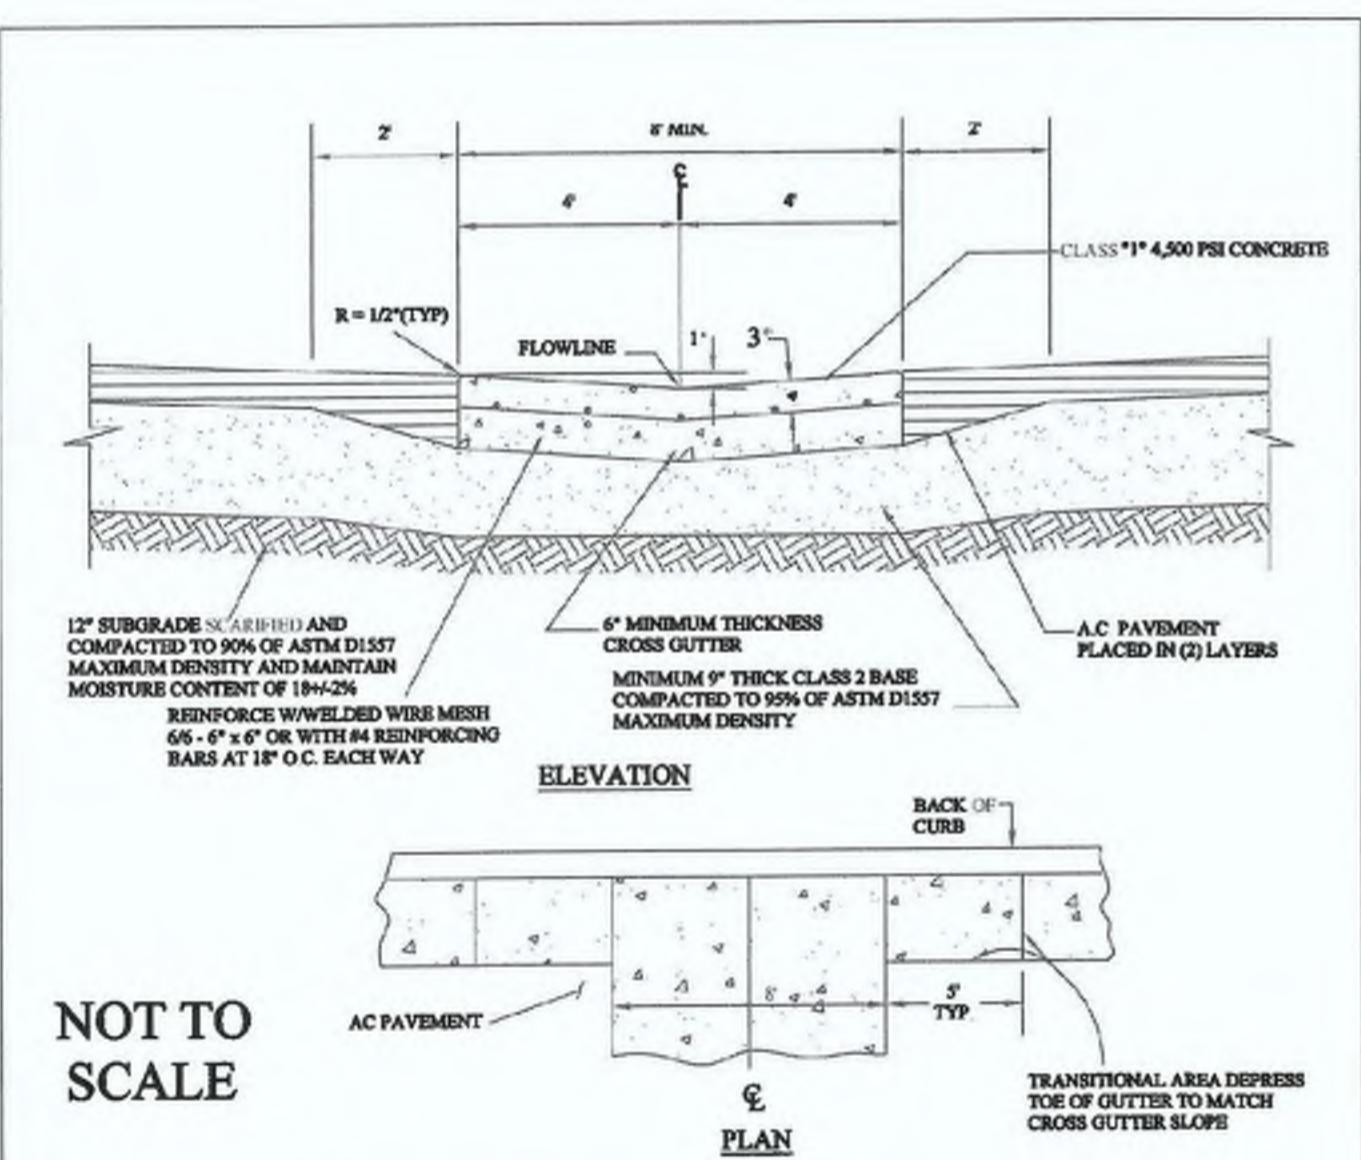 2'
8' MIN.
2'
℄
4'
4'
CLASS "1" 4,500 PSI CONCRETE
R = 1/2"(TYP)
FLOWLINE
1"
3"
12" SUBGRADE SCARIFIED AND
COMPACTED TO 90% OF ASTM D1557
MAXIMUM DENSITY AND MAINTAIN
MOISTURE CONTENT OF 18+/-2%
REINFORCE W/WELDED WIRE MESH
6/6 - 6" x 6" OR WITH #4 REINFORCING
BARS AT 18" O.C. EACH WAY
6" MINIMUM THICKNESS
CROSS GUTTER
MINIMUM 9" THICK CLASS 2 BASE
COMPACTED TO 95% OF ASTM D1557
MAXIMUM DENSITY
A.C PAVEMENT
PLACED IN (2) LAYERS
ELEVATION
BACK OF
CURB
NOT TO
SCALE
AC PAVEMENT
8'
5'
TYP
℄
PLAN
TRANSITIONAL AREA DEPRESS
TOE OF GUTTER TO MATCH
CROSS GUTTER SLOPE